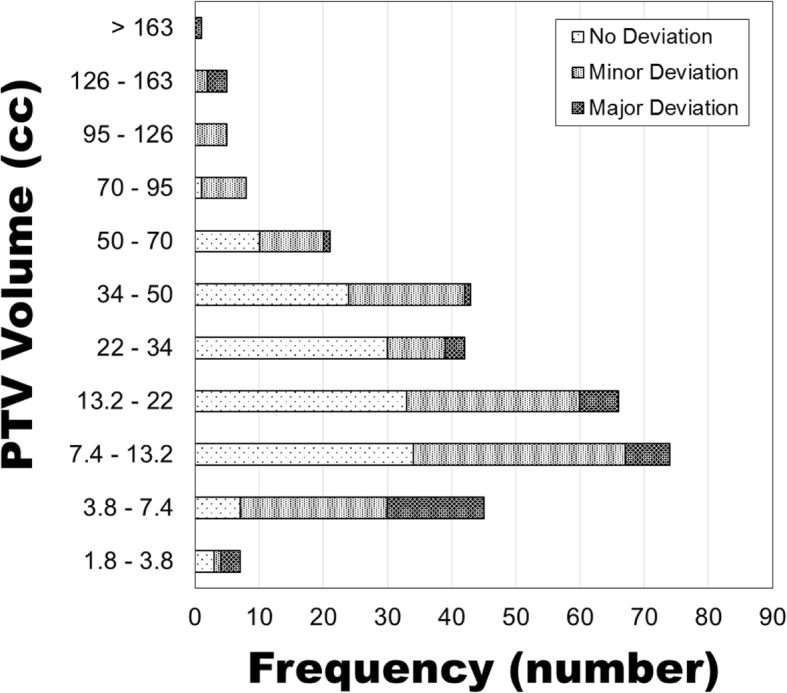 PTV Volume (cc)
> 163
126 - 163
95 - 126
70 - 95
50 - 70
34 - 50
22 - 34
13.2 - 22
7.4 - 13.2
3.8 - 7.4
1.8 - 3.8
No Deviation
Minor Deviation
Major Deviation
0 10 20 30 40 50 60 70 80 90
Frequency (number)